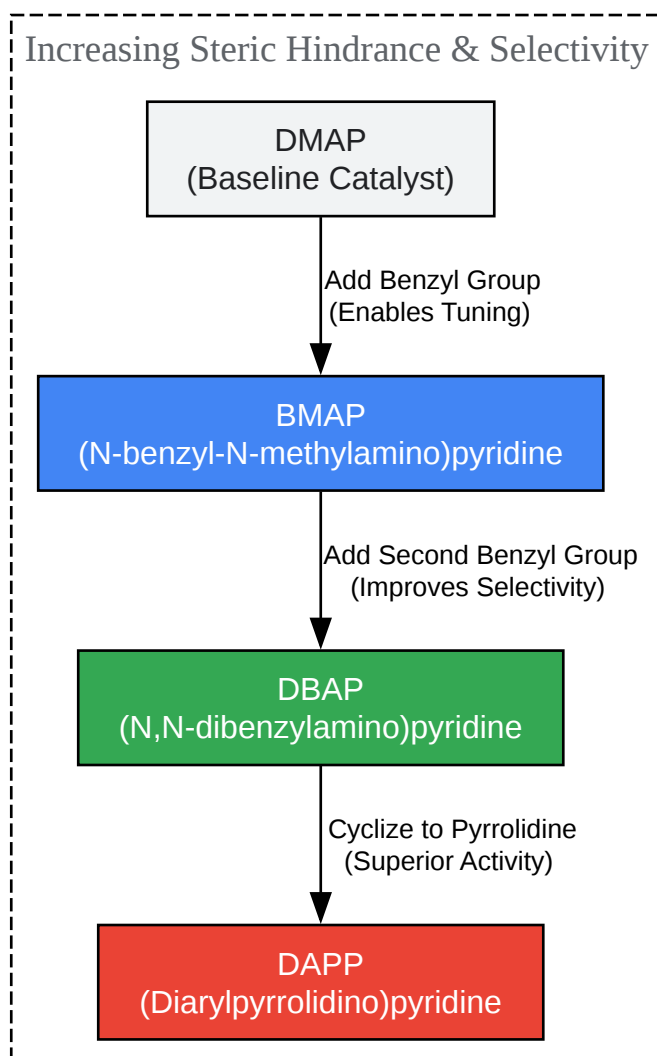 Increasing Steric Hindrance & Selectivity
DMAP
(Baseline Catalyst)
Add Benzyl Group
(Enables Tuning)
BMAP
(N-benzyl-N-methylamino)pyridine
Add Second Benzyl Group
(Improves Selectivity)
DBAP
(N,N-dibenzylamino)pyridine
Cyclize to Pyrrolidine
(Superior Activity)
DAPP
(Diarylpyrrolidino)pyridine